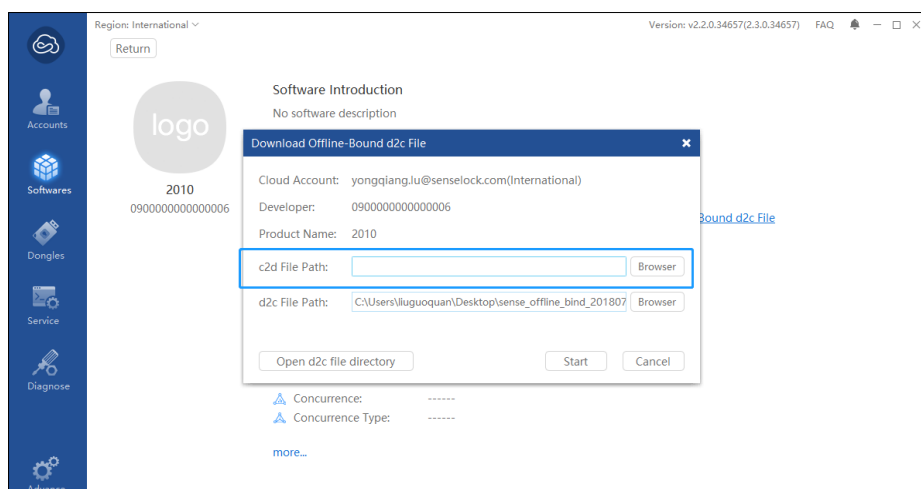 Region: International
Version: v2.2.0.34657(2.3.0.34657)
FAQ
Return
Accounts
Softwares
Dongles
Service
Diagnose
Advance
logo
2010
0900000000000006
Software Introduction
No software description
Download Offline-Bound d2c File
Cloud Account: yongqiang.lu@senselock.com(International)
Developer: 0900000000000006
Product Name: 2010
c2d File Path: Browser
d2c File Path: C:\Users\liuguoquan\Desktop\sense_offline_bind_201807 Browser
Open d2c file directory Start Cancel
Bound d2c File
Concurrence: ------
Concurrence Type: ------
more...